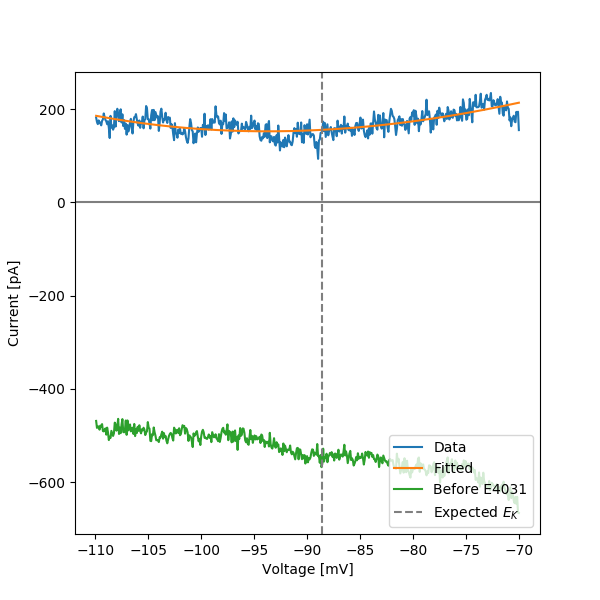 200
0
−200
−400
−600
Current [pA]
−110
−105
−100
−95
−90
−85
−80
−75
−70
Voltage [mV]
Data
Fitted
Before E4031
Expected E_K